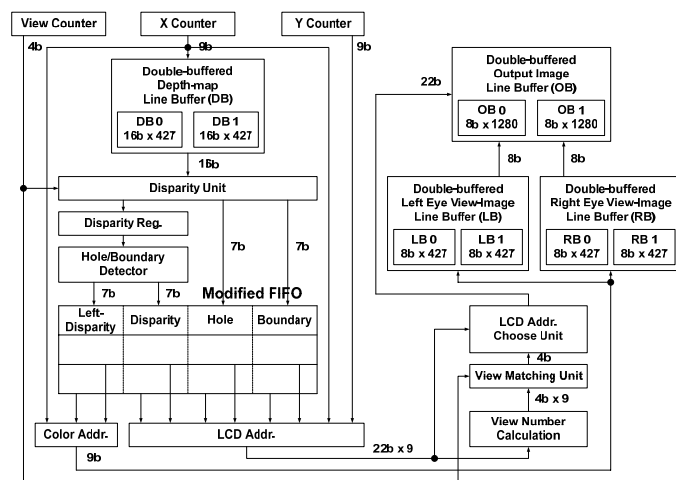 View Counter
X Counter
Y Counter
4b
9b
9b
Double-buffered
Depth-map
Line Buffer (DB)
DB 0
16b x 427
DB 1
16b x 427
16b
Disparity Unit
Disparity Reg.
Hole/Boundary
Detector
7b
7b
7b
7b
Modified FIFO
Left-
Disparity
Disparity
Hole
Boundary
Color Addr.
LCD Addr.
9b
22b x 9
Double-buffered
Output Image
Line Buffer (OB)
OB 0
8b x 1280
OB 1
8b x 1280
22b
8b
8b
Double-buffered
Left Eye View-Image
Line Buffer (LB)
LB 0
8b x 427
LB 1
8b x 427
Double-buffered
Right Eye View-Image
Line Buffer (RB)
RB 0
8b x 427
RB 1
8b x 427
LCD Addr.
Choose Unit
4b
View Matching Unit
4b x 9
View Number
Calculation